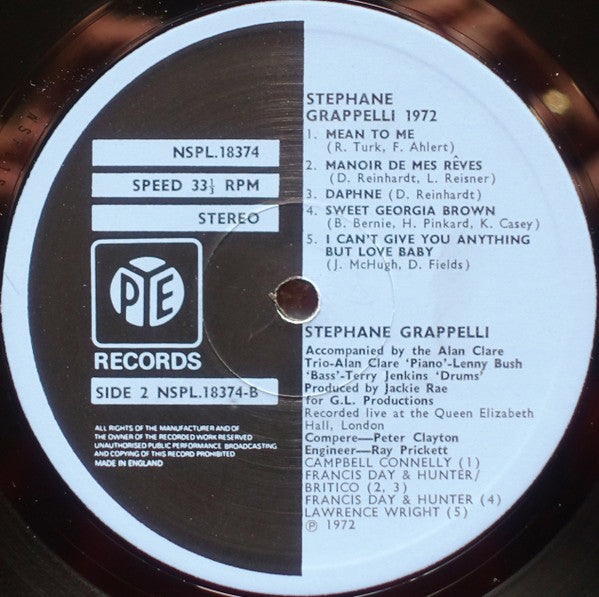 NSPL.18374
SPEED 33⅓ RPM
STEREO
PYE
RECORDS
SIDE 2 NSPL.18374-B
ALL RIGHTS OF THE MANUFACTURER AND OF
THE OWNER OF THE RECORDED WORK RESERVED
UNAUTHORISED PUBLIC PERFORMANCE BROADCASTING
AND COPYING OF THIS RECORD PROHIBITED
MADE IN ENGLAND
STEPHANE
GRAPPELLI 1972
1. MEAN TO ME
(R. Turk, F. Ahlert)
2. MANOIR DE MES RÊVES
(D. Reinhardt, L. Reisner)
3. DAPHNE (D. Reinhardt)
4. SWEET GEORGIA BROWN
(B. Bernie, H. Pinkard, K. Casey)
5. I CAN'T GIVE YOU ANYTHING
BUT LOVE BABY
(J. McHugh, D. Fields)
STEPHANE GRAPPELLI
Accompanied by the Alan Clare
Trio-Alan Clare 'Piano'-Lenny Bush
'Bass'-Terry Jenkins 'Drums'
Produced by Jackie Rae
for G.L. Productions
Recorded live at the Queen Elizabeth
Hall, London
Compere—Peter Clayton
Engineer—Ray Prickett
CAMPBELL CONNELLY (1)
FRANCIS DAY & HUNTER/
BRITICO (2, 3)
FRANCIS DAY & HUNTER (4)
LAWRENCE WRIGHT (5)
℗ 1972